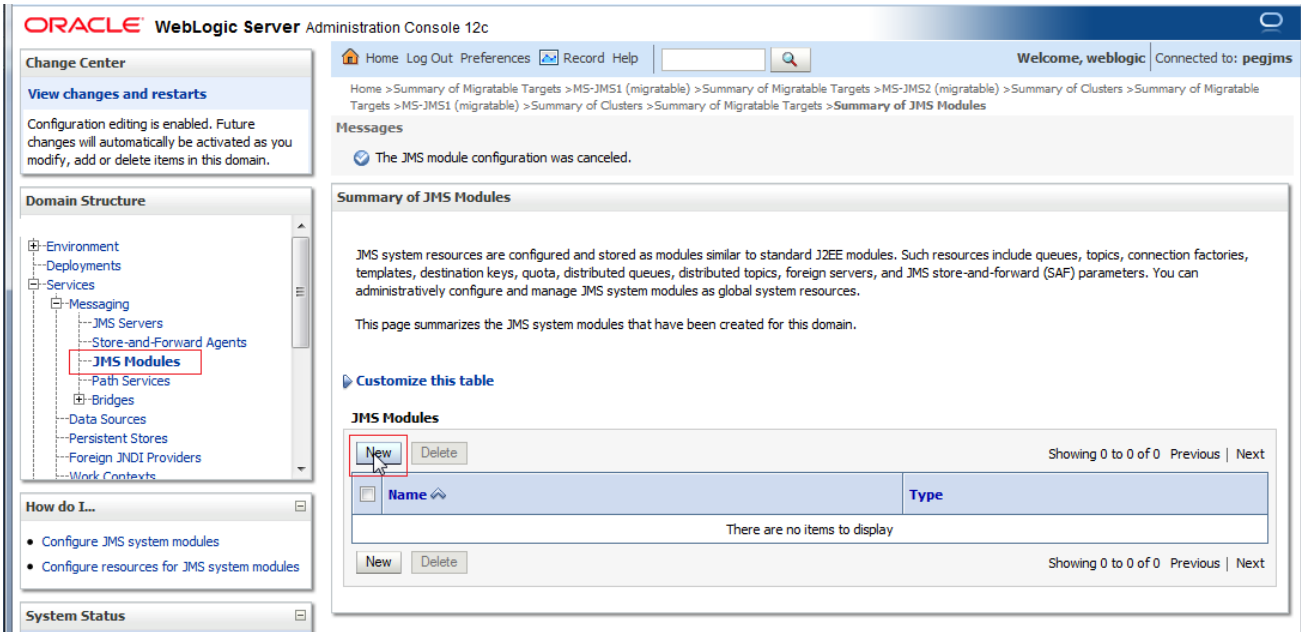 ORACLE WebLogic Server Administration Console 12c
Change Center
View changes and restarts
Configuration editing is enabled. Future
changes will automatically be activated as you
modify, add or delete items in this domain.
Domain Structure
Environment
Deployments
Services
Messaging
JMS Servers
Store-and-Forward Agents
JMS Modules
Path Services
Bridges
Data Sources
Persistent Stores
Foreign JNDI Providers
Work Contexts
How do I...
Configure JMS system modules
Configure resources for JMS system modules
System Status
Home Log Out Preferences Record Help
Welcome, weblogic Connected to: pegjms
Home >Summary of Migratable Targets >MS-JMS1 (migratable) >Summary of Migratable Targets >MS-JMS2 (migratable) >Summary of Clusters >Summary of Migratable
Targets >MS-JMS1 (migratable) >Summary of Clusters >Summary of Migratable Targets >Summary of JMS Modules
Messages
The JMS module configuration was canceled.
Summary of JMS Modules
JMS system resources are configured and stored as modules similar to standard J2EE modules. Such resources include queues, topics, connection factories,
templates, destination keys, quota, distributed queues, distributed topics, foreign servers, and JMS store-and-forward (SAF) parameters. You can
administratively configure and manage JMS system modules as global system resources.
This page summarizes the JMS system modules that have been created for this domain.
Customize this table
JMS Modules
New Delete Showing 0 to 0 of 0 Previous | Next
Name Type
There are no items to display
New Delete Showing 0 to 0 of 0 Previous | Next